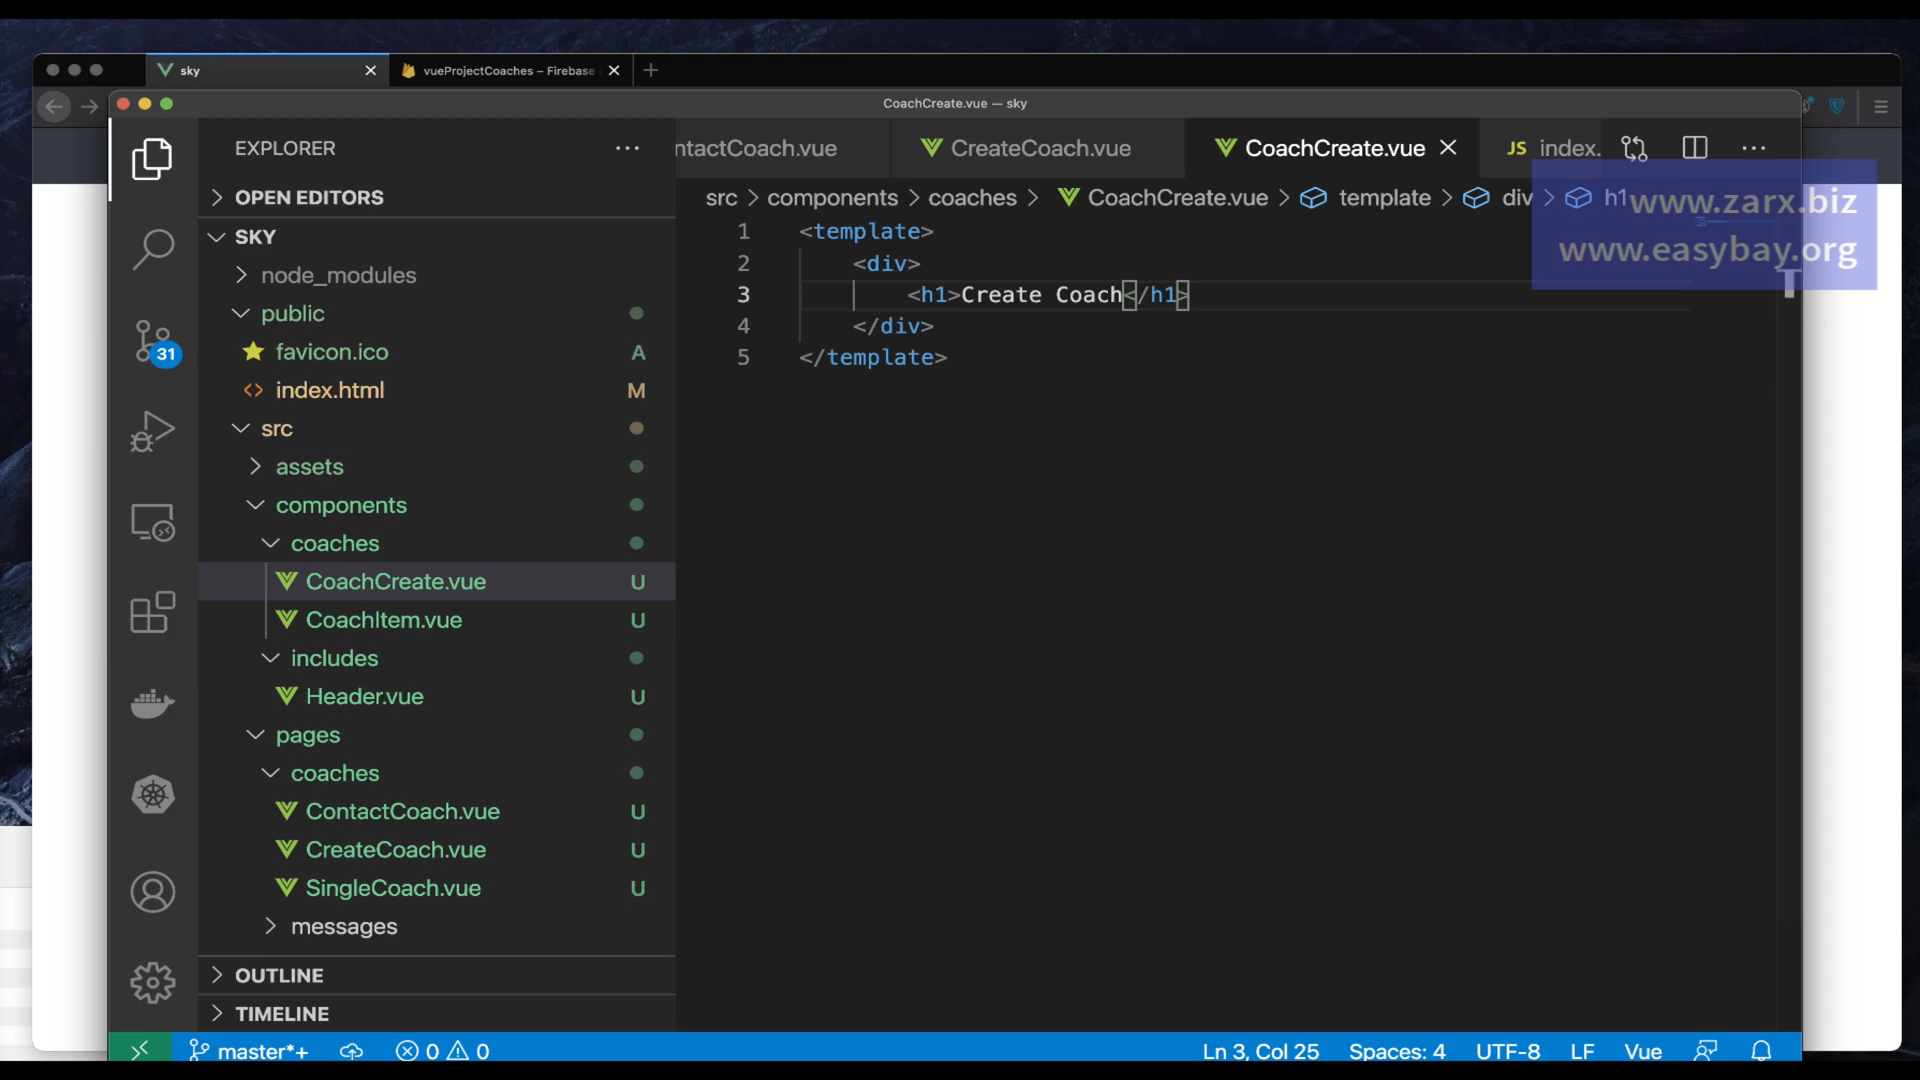 sky
vueProjectCoaches – Firebase
CoachCreate.vue — sky
EXPLORER
ntactCoach.vue
CreateCoach.vue
CoachCreate.vue
JS index.
OPEN EDITORS
src > components > coaches > CoachCreate.vue > template > div > h1
www.zarx.biz
www.easybay.org
SKY
node_modules
public
favicon.ico A
index.html M
src
assets
components
coaches
CoachCreate.vue U
CoachItem.vue U
includes
Header.vue U
pages
coaches
ContactCoach.vue U
CreateCoach.vue U
SingleCoach.vue U
messages
OUTLINE
TIMELINE
31
1 <template>
2 <div>
3 <h1>Create Coach</h1>
4 </div>
5 </template>
master*+ 0 0 Ln 3, Col 25 Spaces: 4 UTF-8 LF Vue